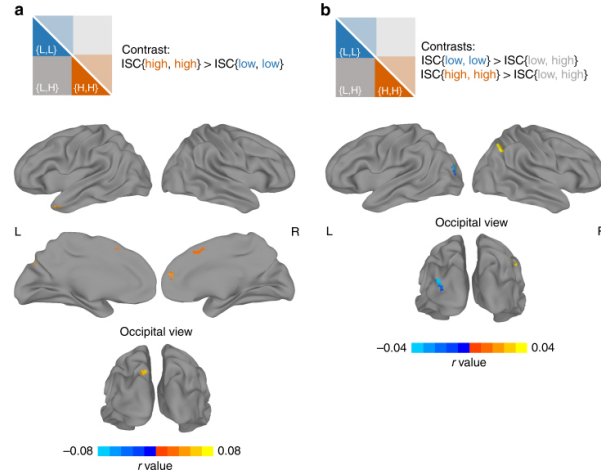 a
{L,L}
{L,H}
{H,H}
Contrast:
ISC{high, high} > ISC{low, low}
L
R
Occipital view
−0.08
0.08
r value
b
{L,L}
{L,H}
{H,H}
Contrasts:
ISC{low, low} > ISC{low, high}
ISC{high, high} > ISC{low, high}
L
Occipital view
−0.04
0.04
r value